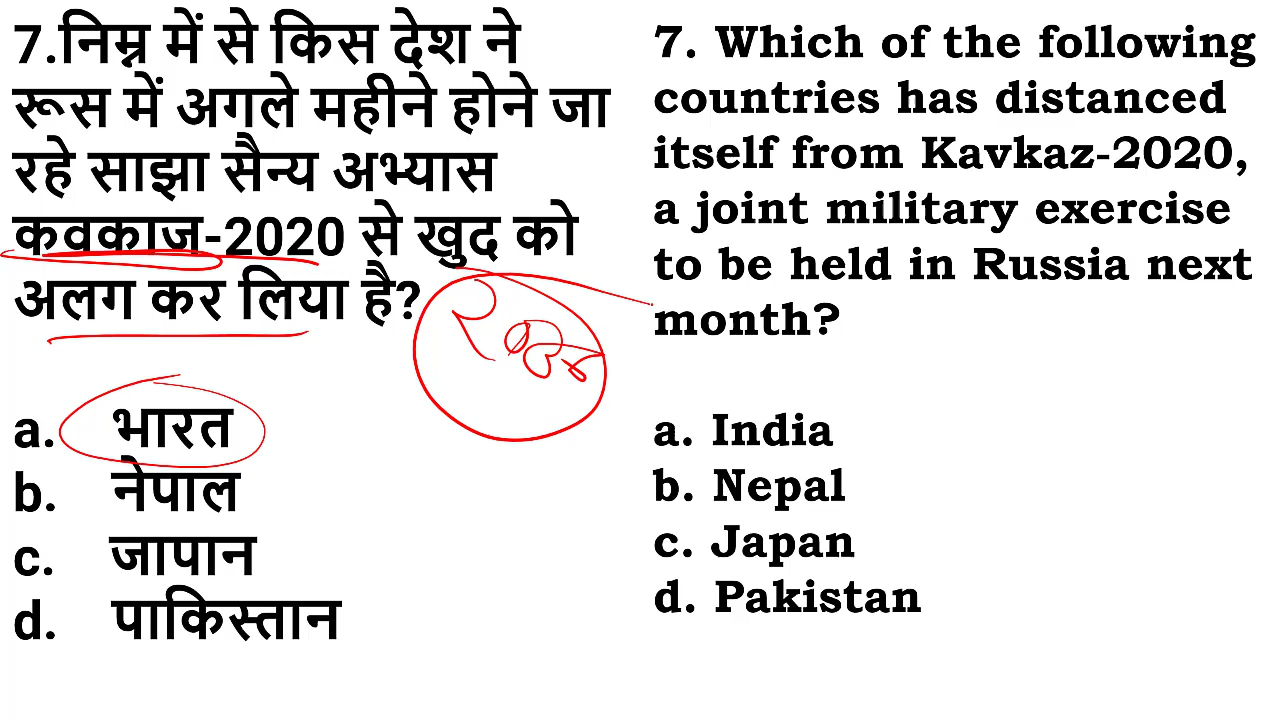 7.निम्न में से किस देश ने
रूस में अगले महीने होने जा
रहे साझा सैन्य अभ्यास
कवकाज-2020 से खुद को
अलग कर लिया है?
a. भारत
b. नेपाल
c. जापान
d. पाकिस्तान
7. Which of the following
countries has distanced
itself from Kavkaz-2020,
a joint military exercise
to be held in Russia next
month?
a. India
b. Nepal
c. Japan
d. Pakistan